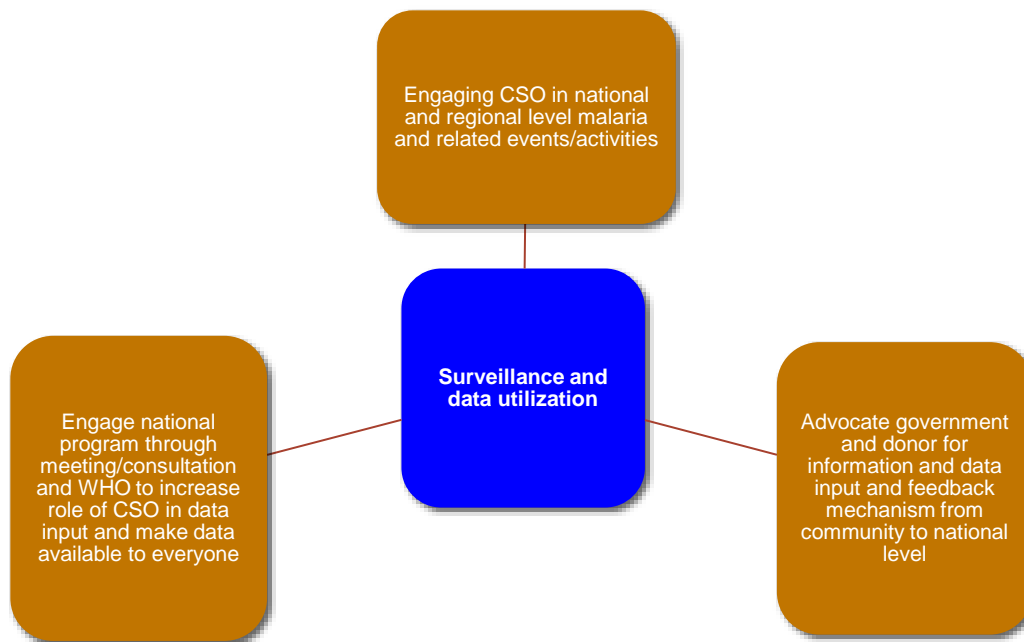 Engaging CSO in national
and regional level malaria
and related events/activities
Surveillance and
data utilization
Engage national
program through
meeting/consultation
and WHO to increase
role of CSO in data
input and make data
available to everyone
Advocate government
and donor for
information and data
input and feedback
mechanism from
community to national
level